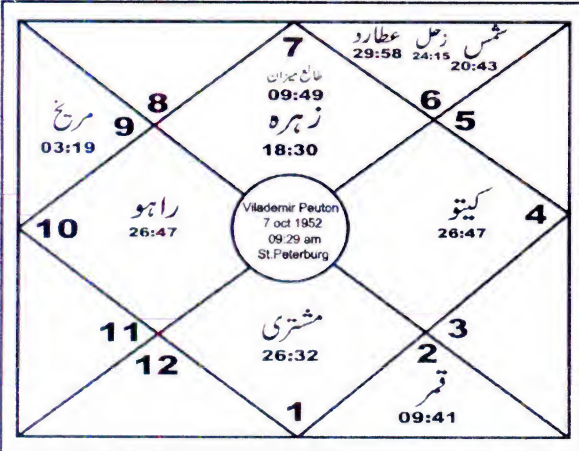 7
شمس
زحل
عطارد
20:43
24:15
29:58
طالع میزان
09:49
زہرہ
18:30
8
9
6
5
مریخ
03:19
راہو
26:47
کیتو
26:47
10
4
Vilademir Peuton
7 oct 1952
09:29 am
St.Peterburg
مشتری
26:32
11
12
3
2
1
قمر
09:41